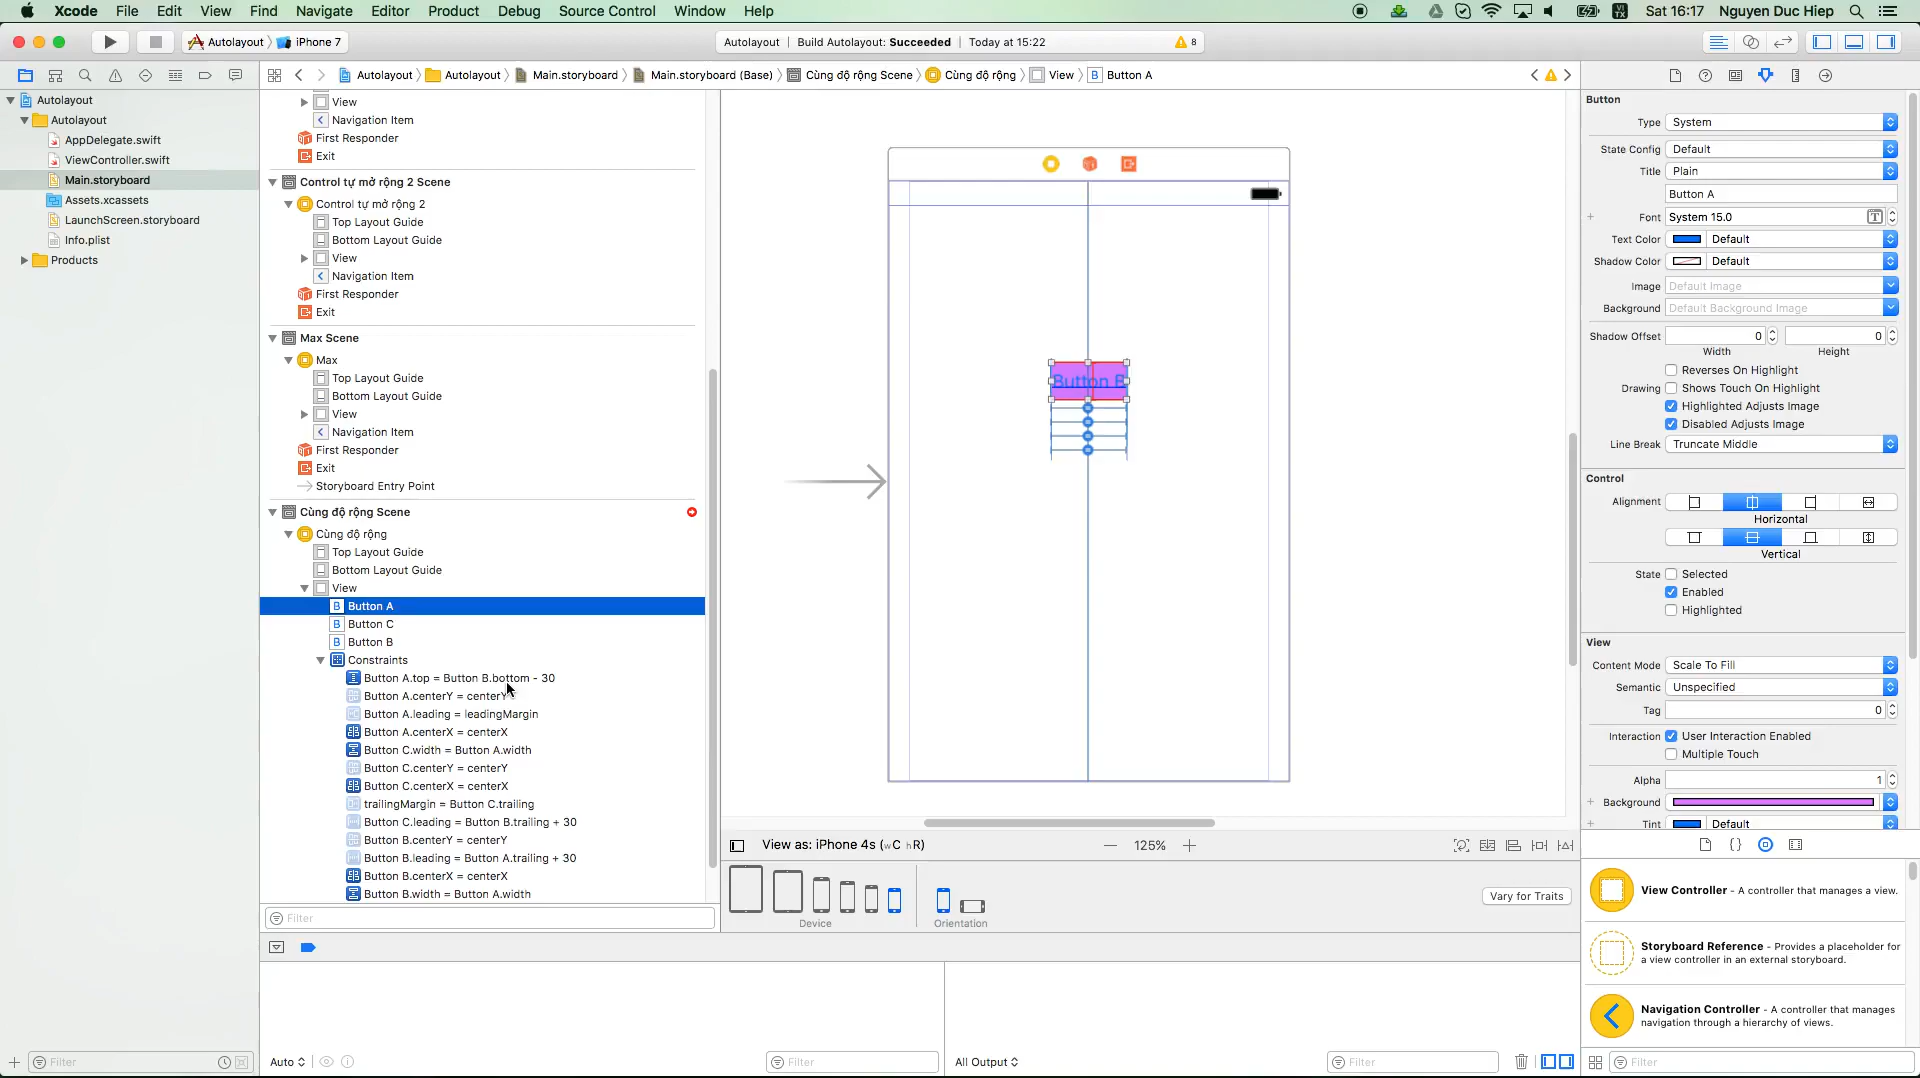 Xcode File Edit View Find Navigate Editor Product Debug Source Control Window Help
Sat 16:17 Nguyen Duc Hiep
Autolayout iPhone 7
Autolayout | Build Autolayout: Succeeded | Today at 15:22
8
Autolayout Autolayout Main.storyboard Main.storyboard (Base) Cùng độ rộng Scene Cùng độ rộng View B Button A
Autolayout
Autolayout
AppDelegate.swift
ViewController.swift
Main.storyboard
Assets.xcassets
LaunchScreen.storyboard
Info.plist
Products
Filter
View
Navigation Item
First Responder
Exit
Control tự mở rộng 2 Scene
Control tự mở rộng 2
Top Layout Guide
Bottom Layout Guide
View
Navigation Item
First Responder
Exit
Max Scene
Max
Top Layout Guide
Bottom Layout Guide
View
Navigation Item
First Responder
Exit
Storyboard Entry Point
Cùng độ rộng Scene
Cùng độ rộng
Top Layout Guide
Bottom Layout Guide
View
B Button A
B Button C
B Button B
Constraints
Button A.top = Button B.bottom - 30
Button A.centerY = centerY
Button A.leading = leadingMargin
Button A.centerX = centerX
Button C.width = Button A.width
Button C.centerY = centerY
Button C.centerX = centerX
trailingMargin = Button C.trailing
Button C.leading = Button B.trailing + 30
Button B.centerY = centerY
Button B.leading = Button A.trailing + 30
Button B.centerX = centerX
Button B.width = Button A.width
Filter
Button B
View as: iPhone 4s (wC hR)
125%
Device
Orientation
Vary for Traits
Auto
Filter
All Output
Filter
Button
Type System
State Config Default
Title Plain
Button A
Font System 15.0
Text Color Default
Shadow Color Default
Image Default Image
Background Default Background Image
Shadow Offset 0 0
Width Height
Reverses On Highlight
Drawing Shows Touch On Highlight
Highlighted Adjusts Image
Disabled Adjusts Image
Line Break Truncate Middle
Control
Alignment
Horizontal
Vertical
State Selected
Enabled
Highlighted
View
Content Mode Scale To Fill
Semantic Unspecified
Tag 0
Interaction User Interaction Enabled
Multiple Touch
Alpha 1
Background
Tint Default
View Controller - A controller that manages a view.
Storyboard Reference - Provides a placeholder for
a view controller in an external storyboard.
Navigation Controller - A controller that manages
navigation through a hierarchy of views.
Filter